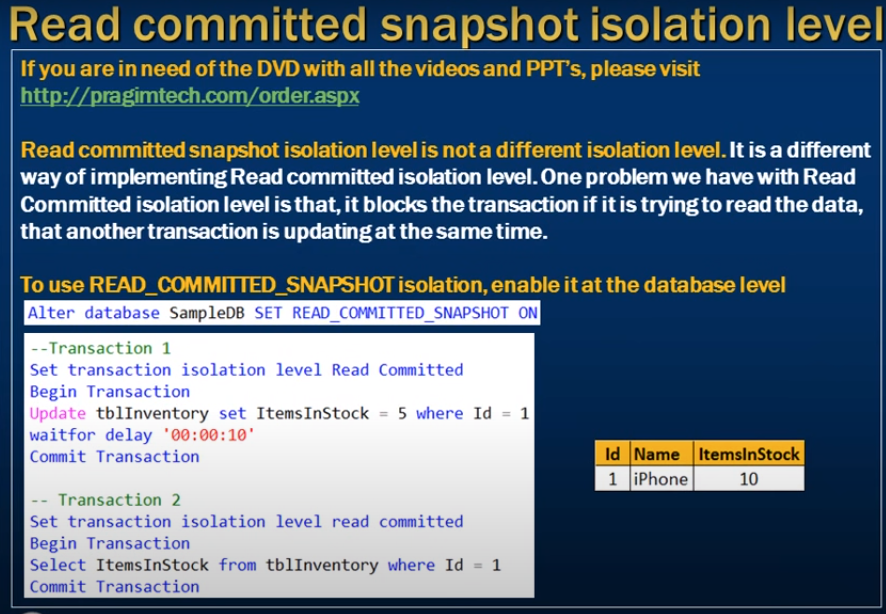 Read committed snapshot isolation level
If you are in need of the DVD with all the videos and PPT's, please visit
http://pragimtech.com/order.aspx
Read committed snapshot isolation level is not a different isolation level. It is a different
way of implementing Read committed isolation level. One problem we have with Read
Committed isolation level is that, it blocks the transaction if it is trying to read the data,
that another transaction is updating at the same time.
To use READ_COMMITTED_SNAPSHOT isolation, enable it at the database level
Alter database SampleDB SET READ_COMMITTED_SNAPSHOT ON
--Transaction 1
Set transaction isolation level Read Committed
Begin Transaction
Update tblInventory set ItemsInStock = 5 where Id = 1
waitfor delay '00:00:10'
Commit Transaction
-- Transaction 2
Set transaction isolation level read committed
Begin Transaction
Select ItemsInStock from tblInventory where Id = 1
Commit Transaction
Id Name ItemsInStock
1 iPhone 10